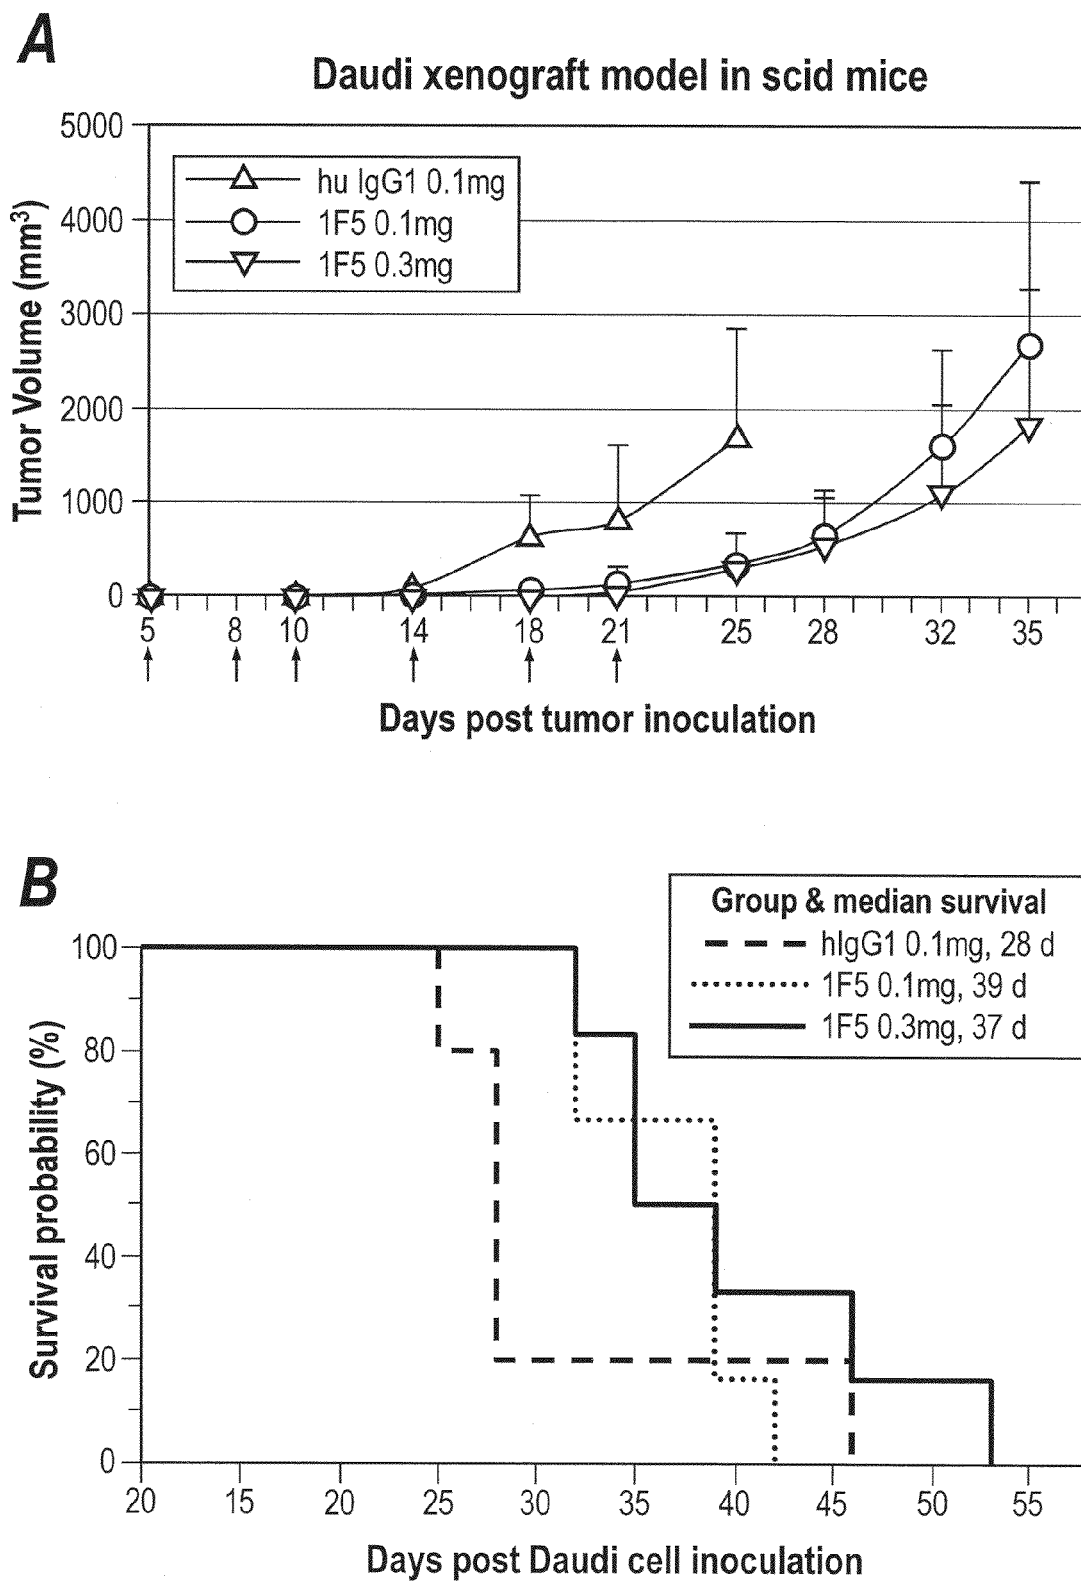 A
Daudi xenograft model in scid mice
5000
4000
3000
2000
1000
0
Tumor Volume (mm³)
hu IgG1 0.1mg
1F5 0.1mg
1F5 0.3mg
5 8 10 14 18 21 25 28 32 35
Days post tumor inoculation
B
Group & median survival
hIgG1 0.1mg, 28 d
1F5 0.1mg, 39 d
1F5 0.3mg, 37 d
100
80
60
40
20
0
Survival probability (%)
20 15 20 25 30 35 40 45 50 55
Days post Daudi cell inoculation